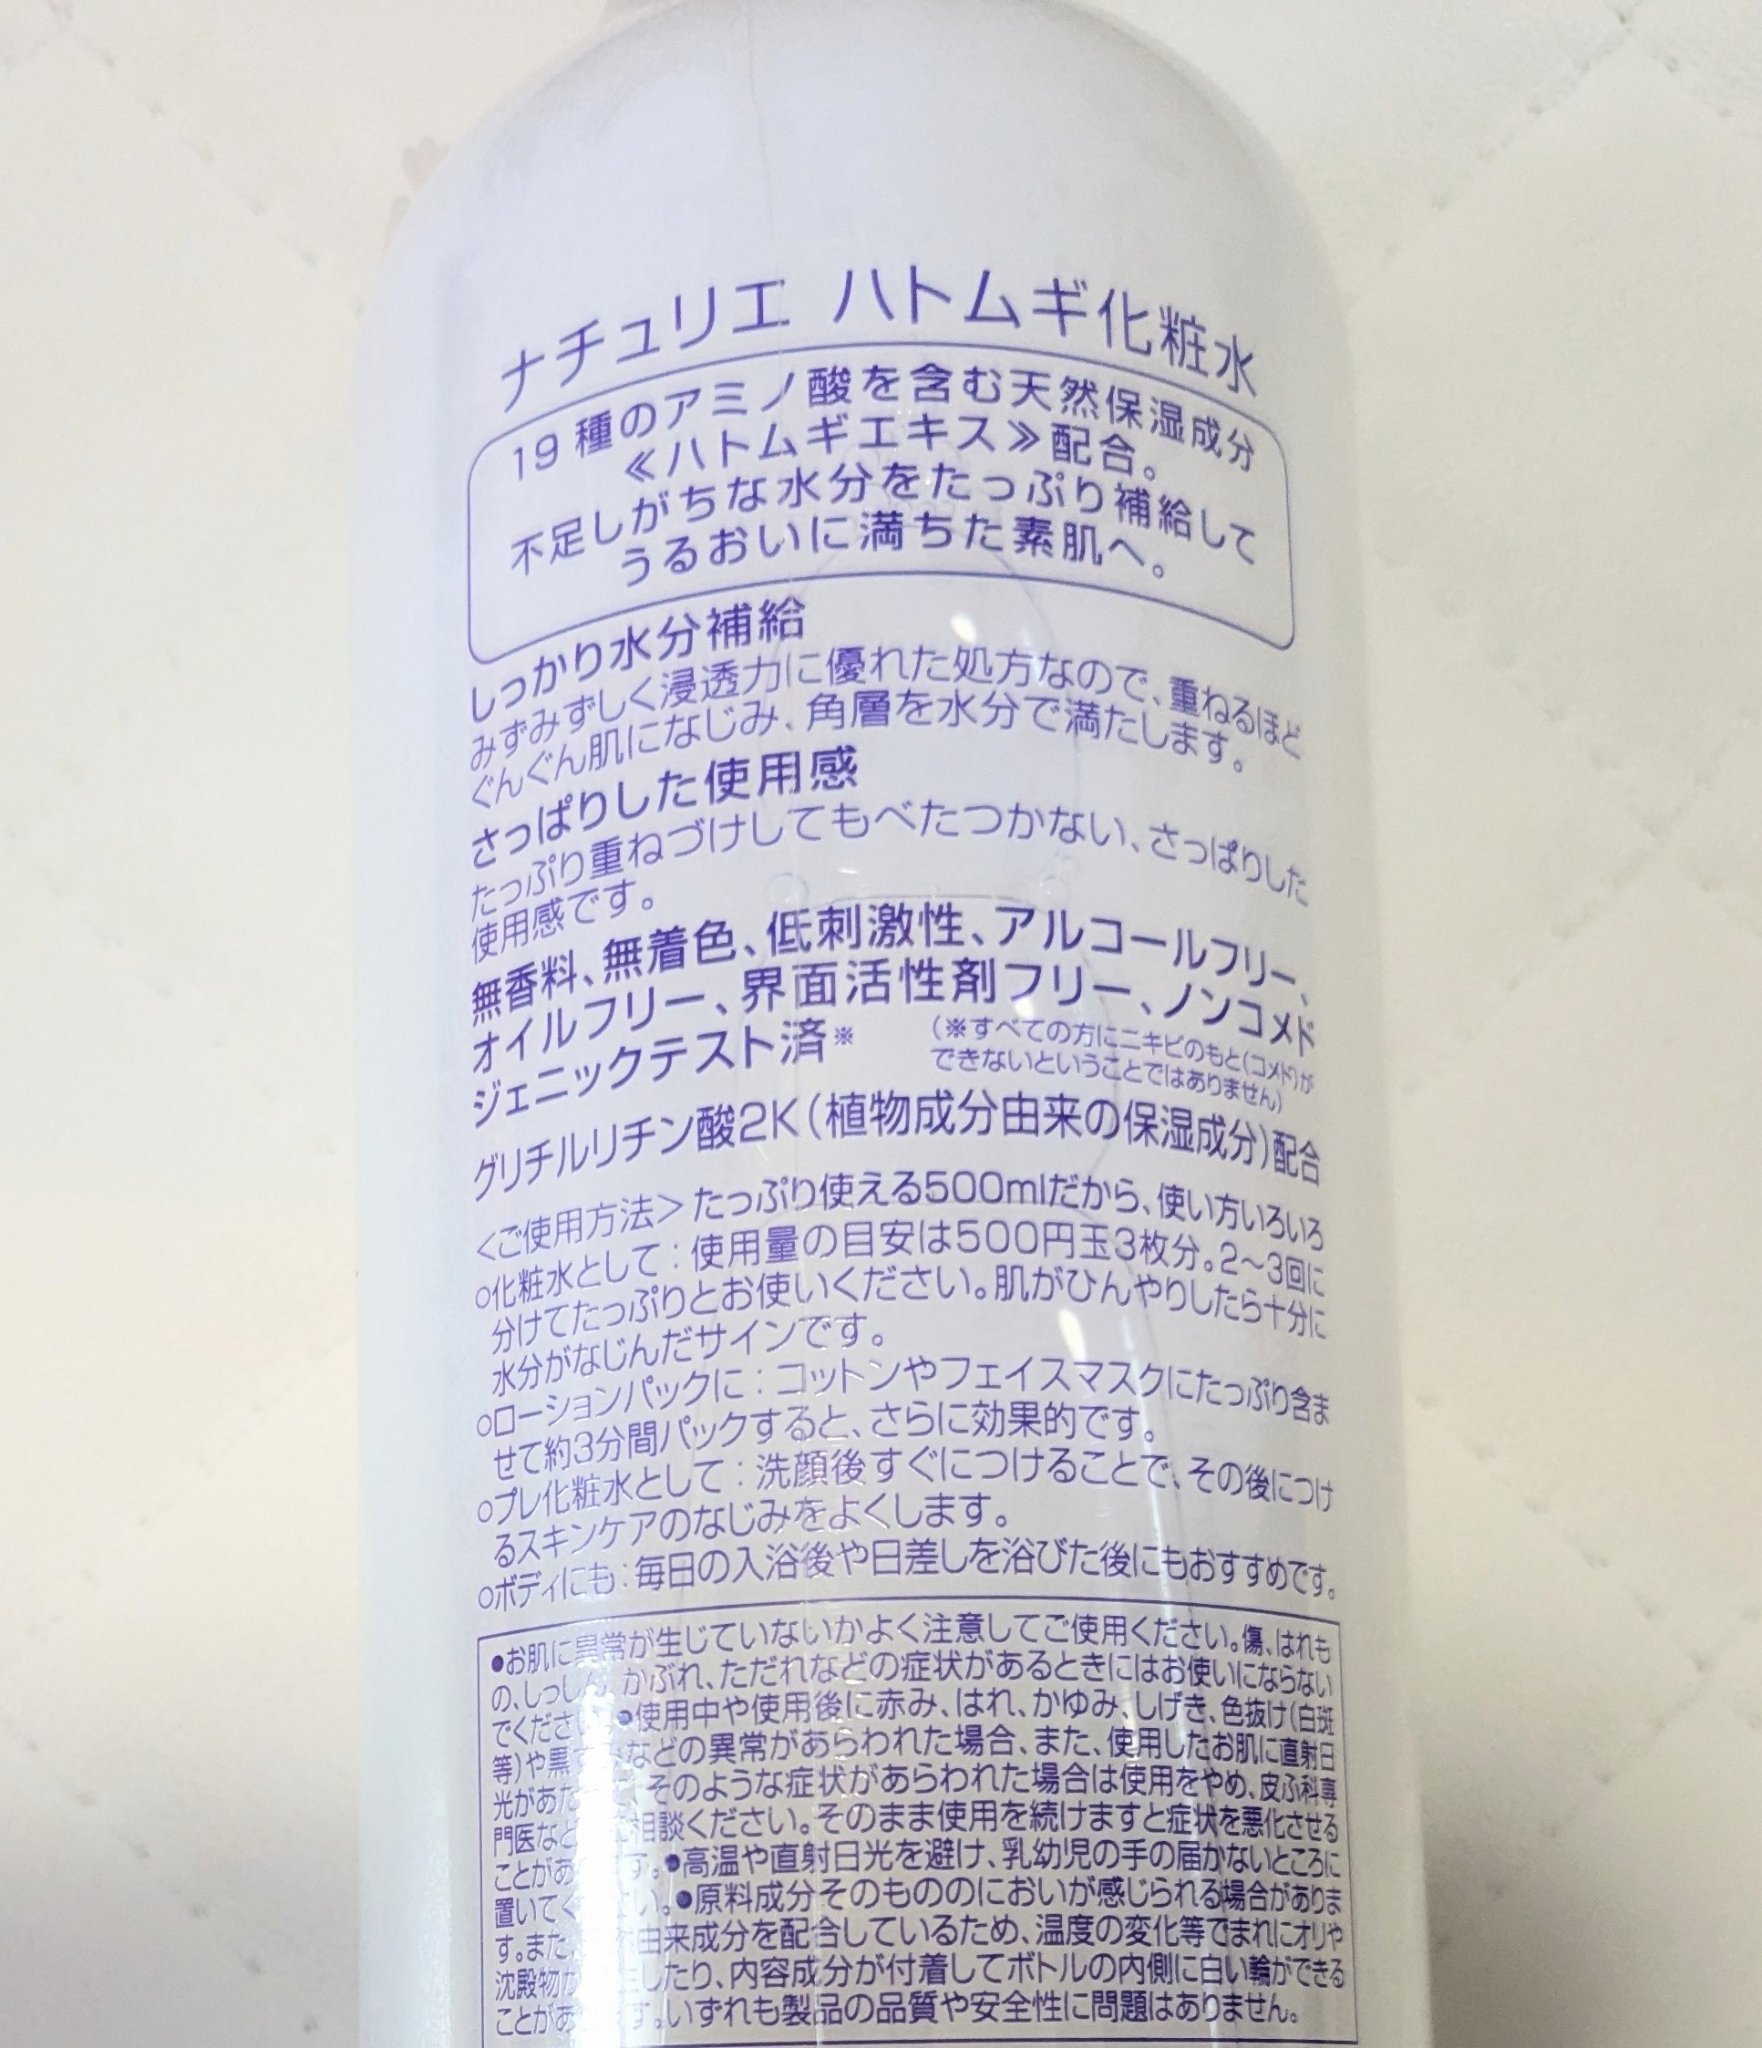 ナチュリエ ハトムギ化粧水
19種のアミノ酸を含む天然保湿成分
≪ハトムギエキス≫配合。
不足しがちな水分をたっぷり補給して
うるおいに満ちた素肌へ。
しっかり水分補給
みずみずしく浸透力に優れた処方なので、重ねるほど
ぐんぐん肌になじみ、角層を水分で満たします。
さっぱりした使用感
たっぷり重ねづけしてもべたつかない、さっぱりした
使用感です。
無香料、無着色、低刺激性、アルコールフリー、
オイルフリー、界面活性剤フリー、ノンコメド
ジェニックテスト済※
(※すべての方にニキビのもと(コメド)が
できないということではありません)
グリチルリチン酸2K(植物成分由来の保湿成分)配合
<ご使用方法>たっぷり使える500mlだから、使い方いろいろ
○化粧水として:使用量の目安は500円玉3枚分。2〜3回に
分けてたっぷりとお使いください。肌がひんやりしたら十分に
水分がなじんだサインです。
○ローションパックに:コットンやフェイスマスクにたっぷり含ま
せて約3分間パックすると、さらに効果的です。
○プレ化粧水として:洗顔後すぐにつけることで、その後につけ
るスキンケアのなじみをよくします。
○ボディにも:毎日の入浴後や日差しを浴びた後にもおすすめです。
●お肌に異常が生じていないかよく注意してご使用ください。傷、はれも
の、しっしん、かぶれ、ただれなどの症状があるときにはお使いにならない
でください。●使用中や使用後に赤み、はれ、かゆみ、しげき、色抜け(白斑
等)や黒ずみなどの異常があらわれた場合、また、使用したお肌に直射日
光があたって、そのような症状があらわれた場合は使用をやめ、皮ふ科専
門医など 相談ください。そのまま使用を続けますと症状を悪化させる
ことがあります。●高温や直射日光を避け、乳幼児の手の届かないところに
置いてください。●原料成分そのもののにおいが感じられる場合がありま
す。また、 由来成分を配合しているため、温度の変化等でまれにオリや
沈殿物が 生したり、内容成分が付着してボトルの内側に白い輪ができる
ことがあります。いずれも製品の品質や安全性に問題はありません。